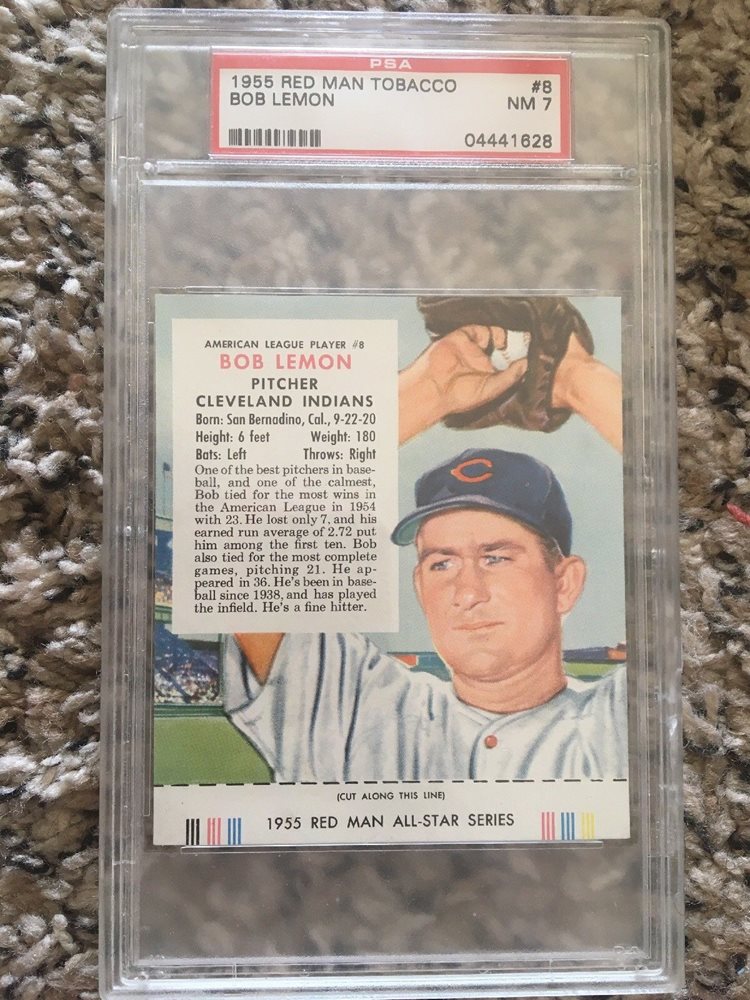 PSA
1955 RED MAN TOBACCO #8
BOB LEMON NM 7
04441628
AMERICAN LEAGUE PLAYER #8
BOB LEMON
PITCHER
CLEVELAND INDIANS
Born: San Bernadino, Cal., 9-22-20
Height: 6 feet Weight: 180
Bats: Left Throws: Right
One of the best pitchers in base-
ball, and one of the calmest,
Bob tied for the most wins in
the American League in 1954
with 23. He lost only 7, and his
earned run average of 2.72 put
him among the first ten. Bob
also tied for the most complete
games, pitching 21. He ap-
peared in 36. He's been in base-
ball since 1938, and has played
the infield. He's a fine hitter.
C
(CUT ALONG THIS LINE)
1955 RED MAN ALL-STAR SERIES